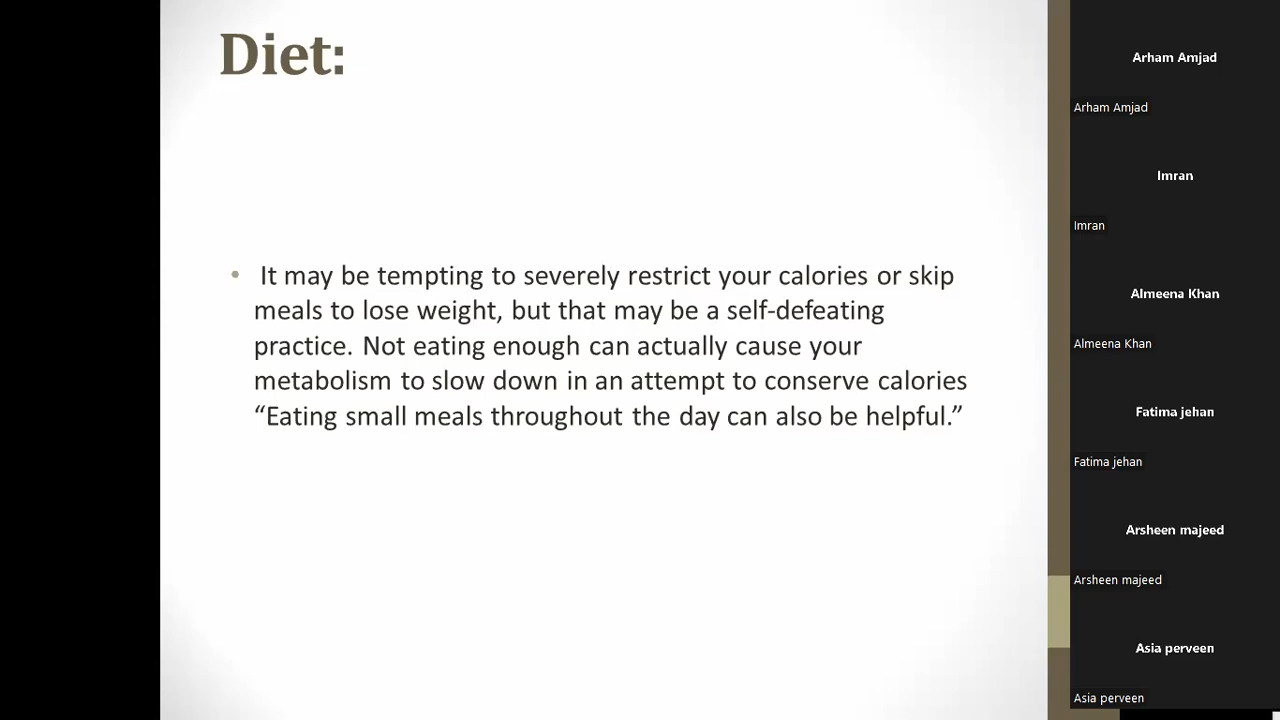 Diet:
• It may be tempting to severely restrict your calories or skip
meals to lose weight, but that may be a self-defeating
practice. Not eating enough can actually cause your
metabolism to slow down in an attempt to conserve calories
“Eating small meals throughout the day can also be helpful.”
Arham Amjad
Arham Amjad
Imran
Imran
Almeena Khan
Almeena Khan
Fatima jehan
Fatima jehan
Arsheen majeed
Arsheen majeed
Asia perveen
Asia perveen